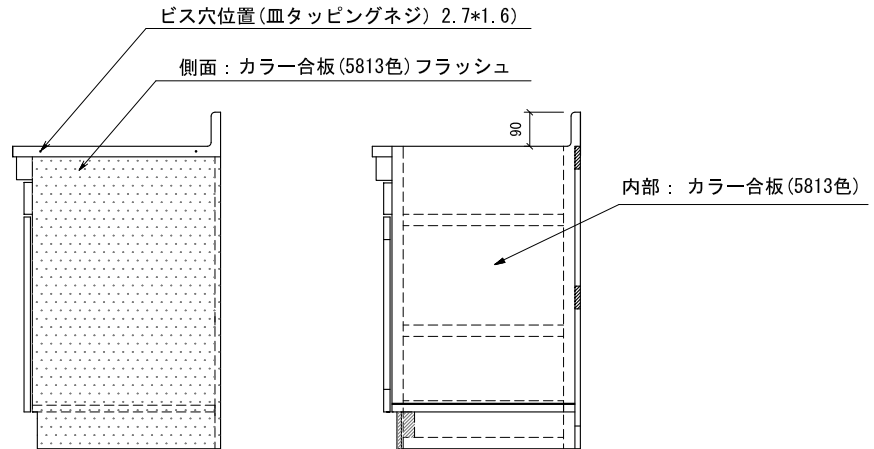 ビス穴位置(皿タッピングネジ) 2.7*1.6)
側面：カラー合板(5813色)フラッシュ
90
内部： カラー合板(5813色)